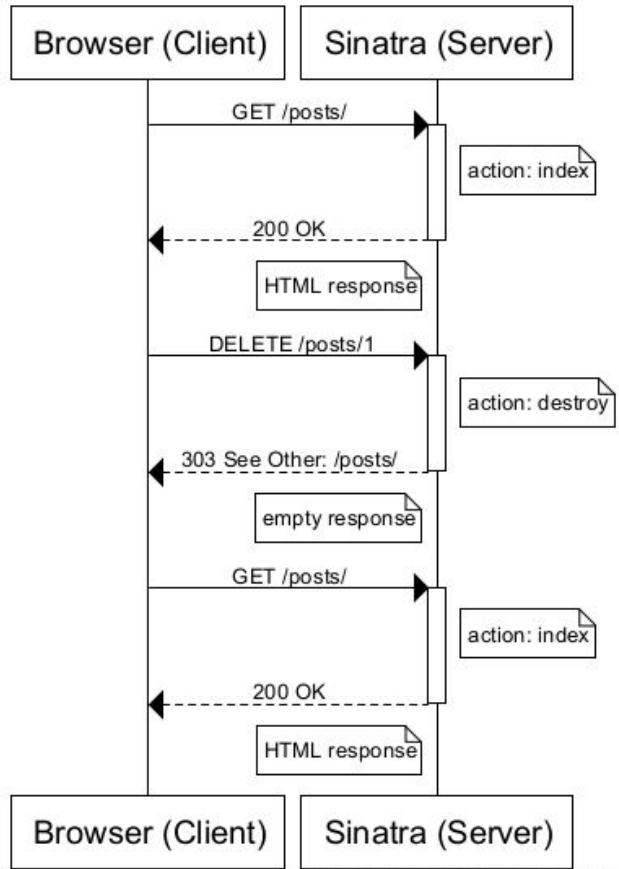 Browser (Client)
Sinatra (Server)
GET /posts/
action: index
200 OK
HTML response
DELETE /posts/1
action: destroy
303 See Other: /posts/
empty response
GET /posts/
action: index
200 OK
HTML response
Browser (Client)
Sinatra (Server)